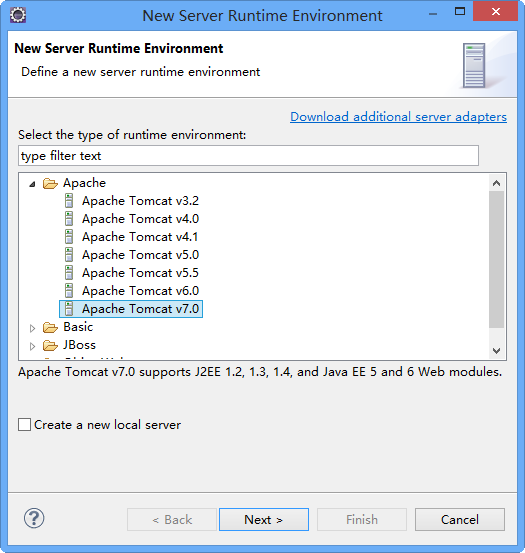 New Server Runtime Environment
New Server Runtime Environment
Define a new server runtime environment
Download additional server adapters
Select the type of runtime environment:
type filter text
Apache
Apache Tomcat v3.2
Apache Tomcat v4.0
Apache Tomcat v4.1
Apache Tomcat v5.0
Apache Tomcat v5.5
Apache Tomcat v6.0
Apache Tomcat v7.0
Basic
JBoss
Apache Tomcat v7.0 supports J2EE 1.2, 1.3, 1.4, and Java EE 5 and 6 Web modules.
Create a new local server
? < Back Next > Finish Cancel